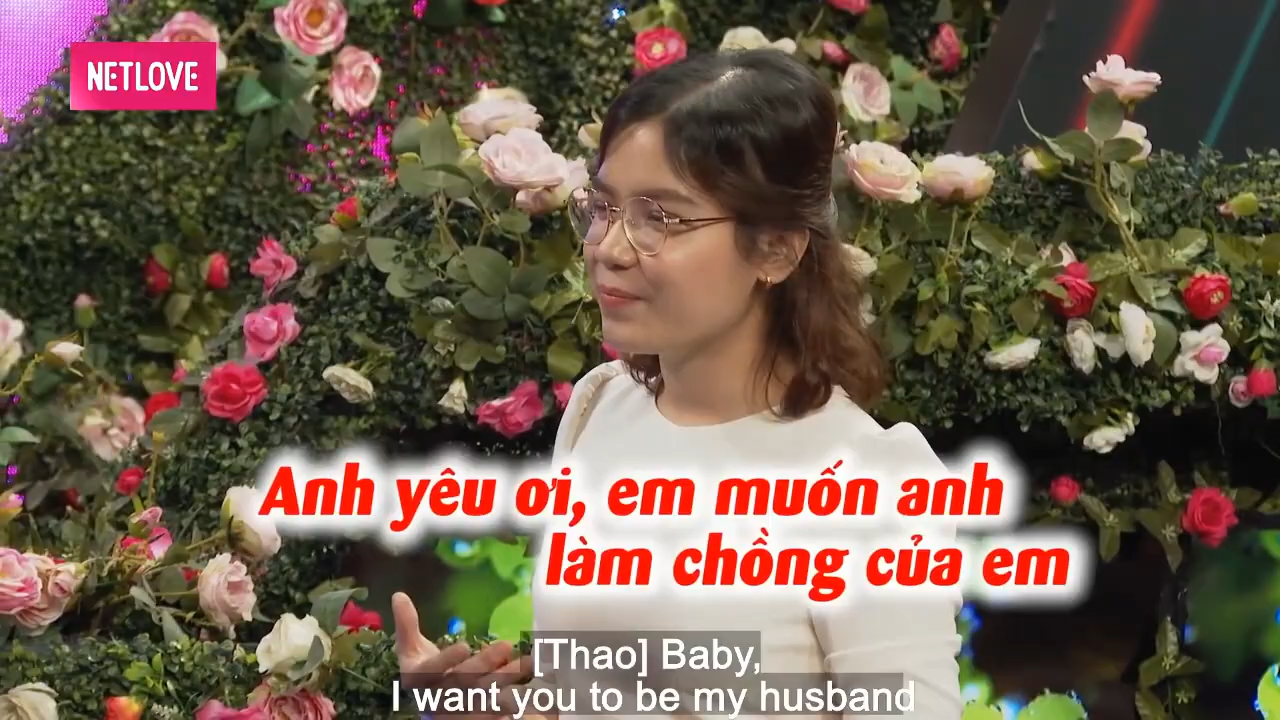 NETLOVE
Anh yêu ơi, em muốn anh
làm chồng của em
[Thao] Baby,
I want you to be my husband